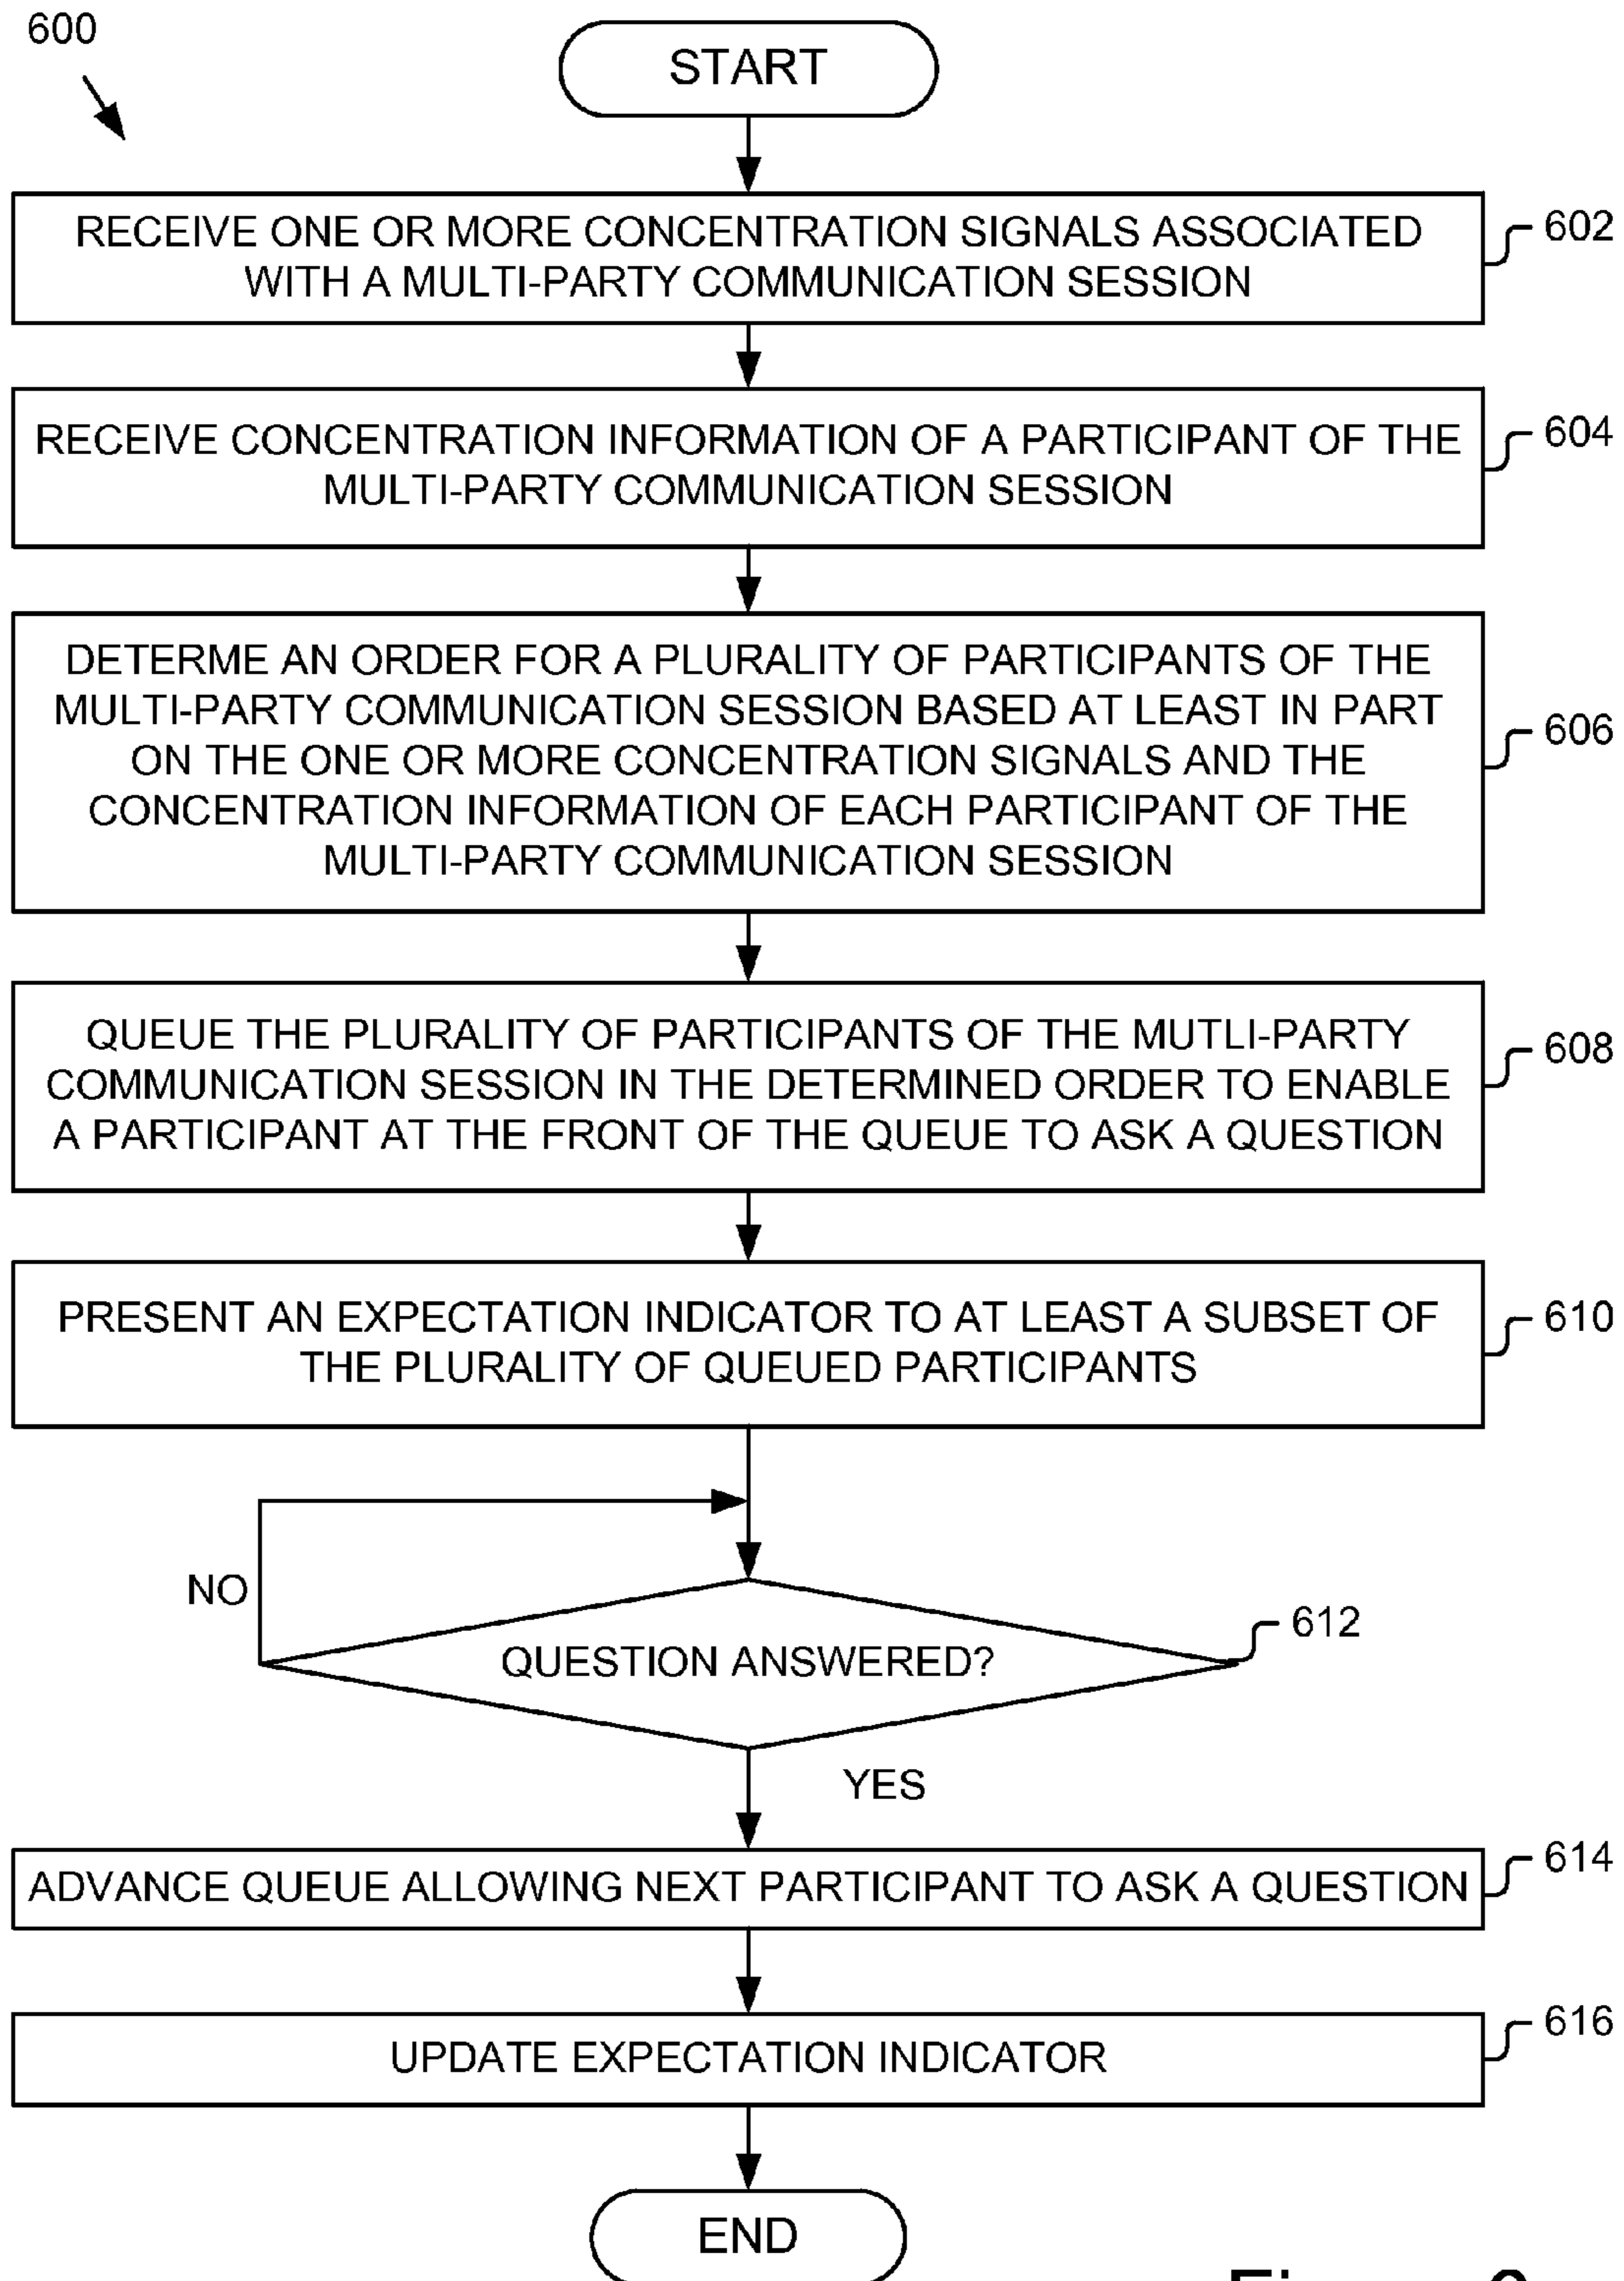 600
START
RECEIVE ONE OR MORE CONCENTRATION SIGNALS ASSOCIATED
WITH A MULTI-PARTY COMMUNICATION SESSION
602
RECEIVE CONCENTRATION INFORMATION OF A PARTICIPANT OF THE
MULTI-PARTY COMMUNICATION SESSION
604
DETERME AN ORDER FOR A PLURALITY OF PARTICIPANTS OF THE
MULTI-PARTY COMMUNICATION SESSION BASED AT LEAST IN PART
ON THE ONE OR MORE CONCENTRATION SIGNALS AND THE
CONCENTRATION INFORMATION OF EACH PARTICIPANT OF THE
MULTI-PARTY COMMUNICATION SESSION
606
QUEUE THE PLURALITY OF PARTICIPANTS OF THE MUTLI-PARTY
COMMUNICATION SESSION IN THE DETERMINED ORDER TO ENABLE
A PARTICIPANT AT THE FRONT OF THE QUEUE TO ASK A QUESTION
608
PRESENT AN EXPECTATION INDICATOR TO AT LEAST A SUBSET OF
THE PLURALITY OF QUEUED PARTICIPANTS
610
NO
QUESTION ANSWERED?
612
YES
ADVANCE QUEUE ALLOWING NEXT PARTICIPANT TO ASK A QUESTION
614
UPDATE EXPECTATION INDICATOR
616
END